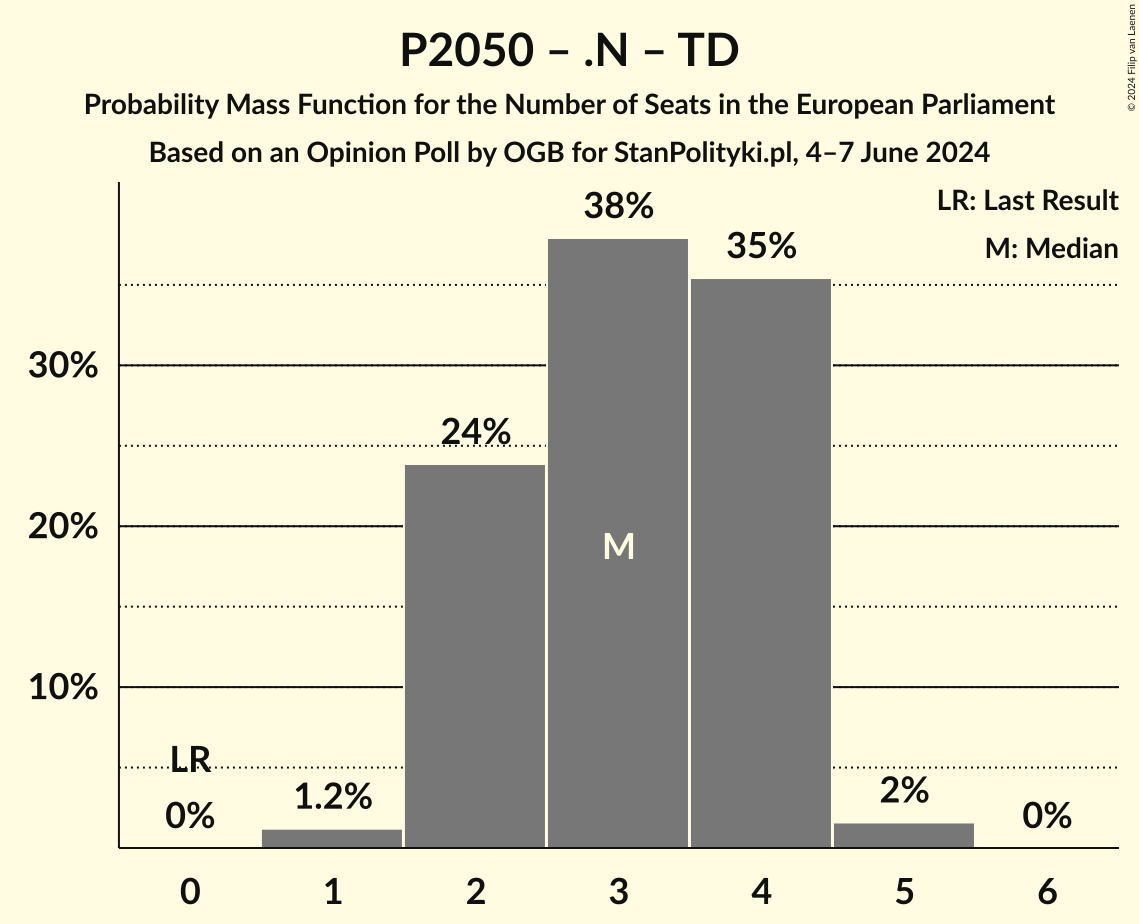 P2050 – .N – TD
Probability Mass Function for the Number of Seats in the European Parliament
Based on an Opinion Poll by OGB for StanPolityki.pl, 4–7 June 2024
© 2024 Filip van Laenen
LR: Last Result
M: Median
38%
35%
30%
24%
20%
M
10%
LR
0%
1.2%
2%
0%
0 1 2 3 4 5 6